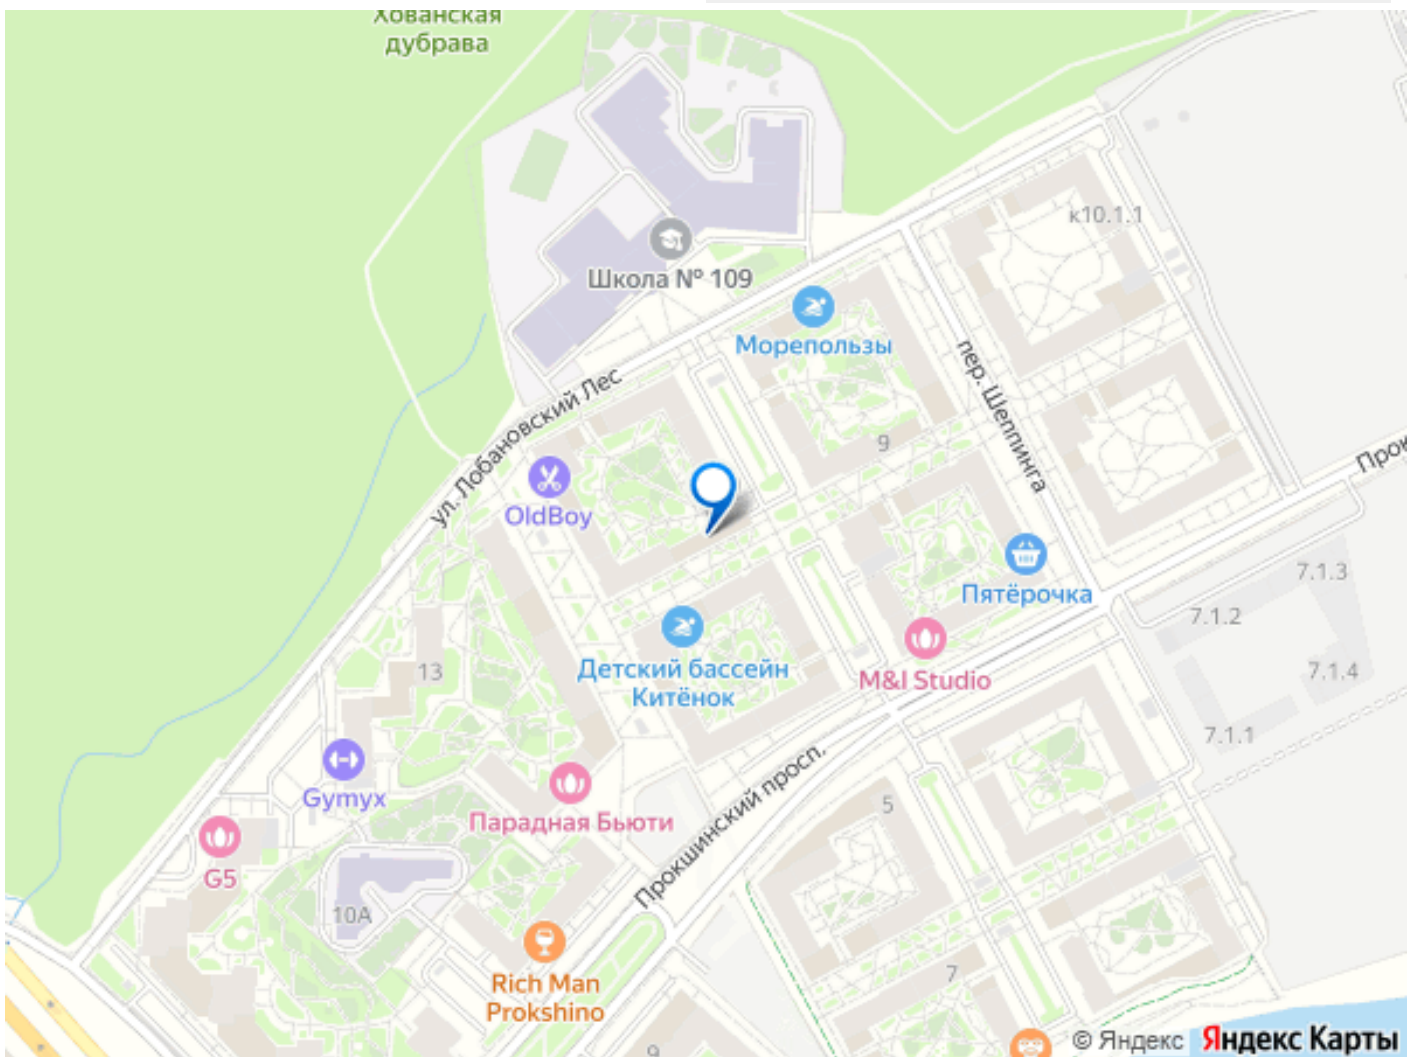 Хованская
дубрава
к10.1.1
Школа № 109
Морепользы
ул. Лобановский Лес
пер. Шеппинга
9
Прок
OldBoy
Пятёрочка
7.1.3
7.1.2
Детский бассейн
Китёнок
13
M&I Studio
7.1.4
7.1.1
Gymyx
Парадная Бьюти
Прокшинский просп.
5
G5
10А
Rich Man
Prokshino
7
9
© Яндекс Яндекс Карты